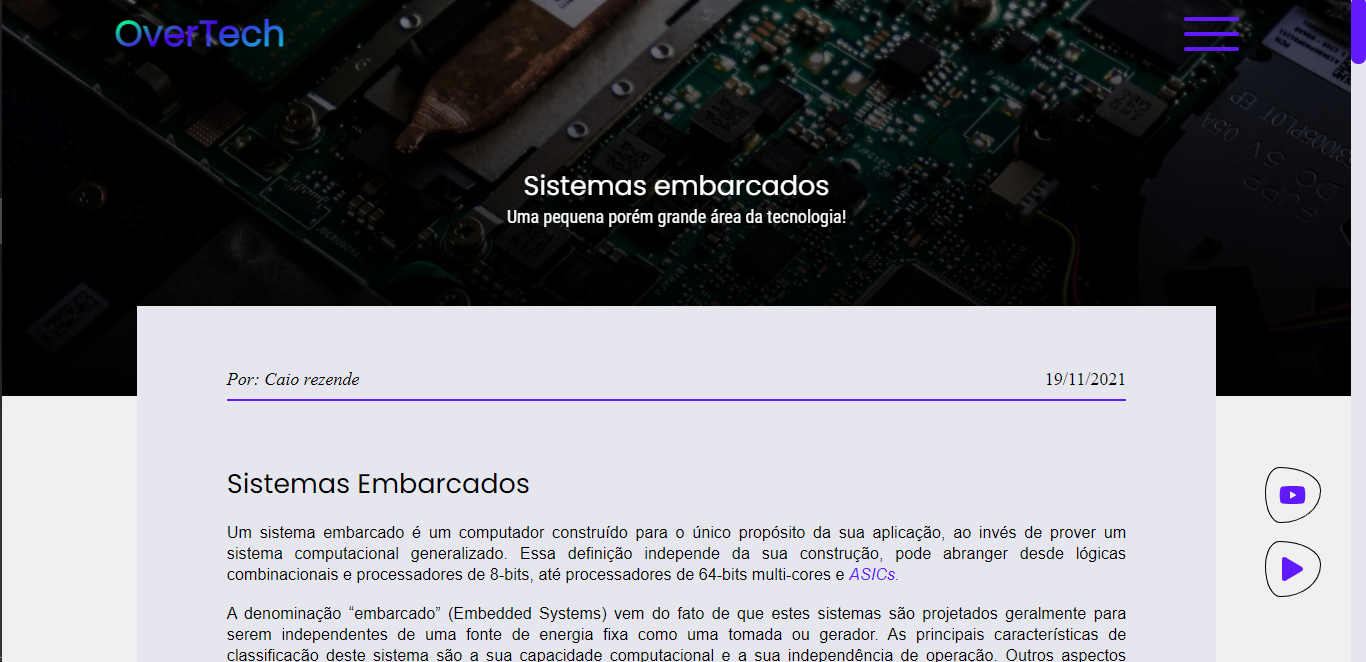 OverTech
Sistemas embarcados
Uma pequena porém grande área da tecnologia!
Por: Caio rezende
19/11/2021
Sistemas Embarcados
Um sistema embarcado é um computador construído para o único propósito da sua aplicação, ao invés de prover um
sistema computacional generalizado. Essa definição independe da sua construção, pode abranger desde lógicas
combinacionais e processadores de 8-bits, até processadores de 64-bits multi-cores e ASICs.
A denominação “embarcado” (Embedded Systems) vem do fato de que estes sistemas são projetados geralmente para
serem independentes de uma fonte de energia fixa como uma tomada ou gerador. As principais características de
classificação deste sistema são a sua capacidade computacional e a sua independência de operação. Outros aspectos